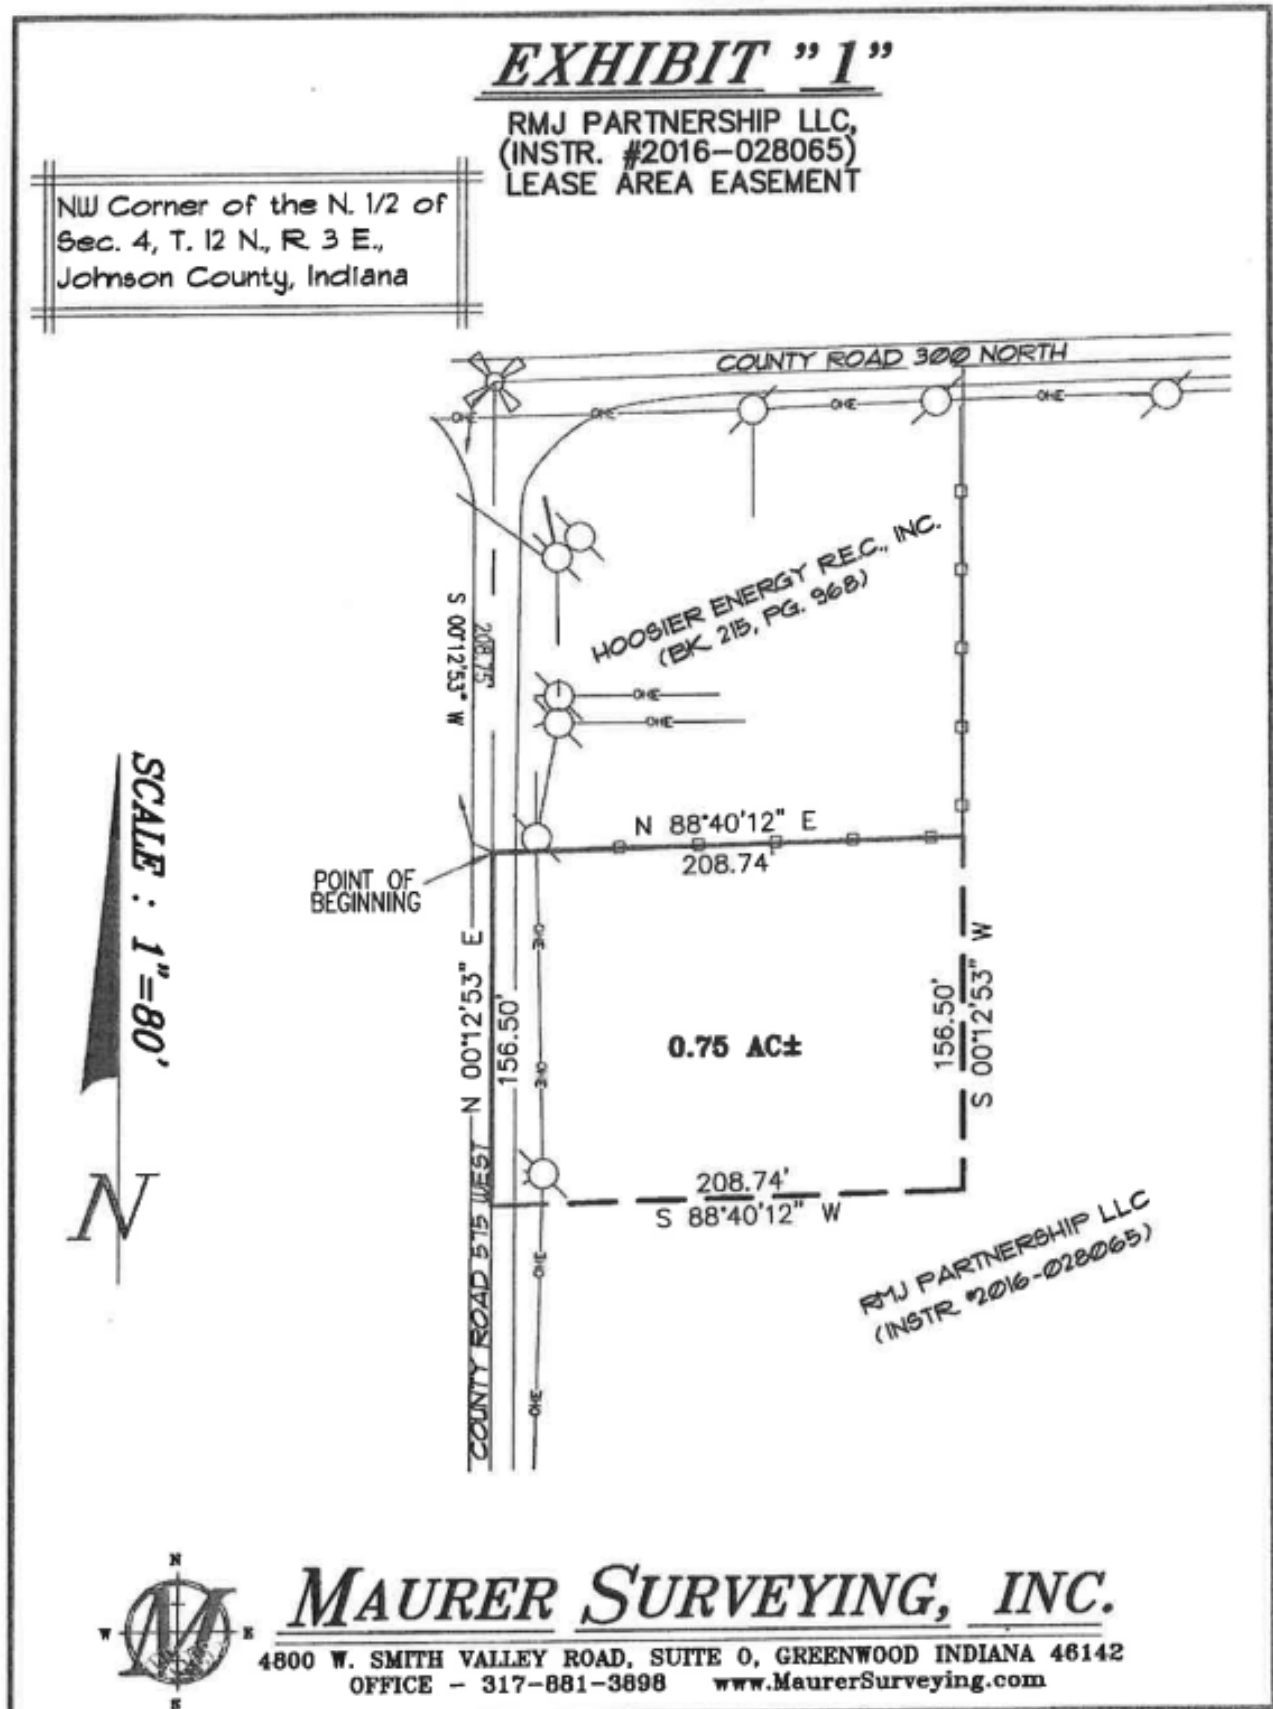 EXHIBIT "1"
RMJ PARTNERSHIP LLC,
(INSTR. #2016-028065)
LEASE AREA EASEMENT
NW Corner of the N. 1/2 of
Sec. 4, T. 12 N., R. 3 E.,
Johnson County, Indiana
COUNTY ROAD 300 NORTH
OHE
OHE
OHE
OHE
HOOSIER ENERGY R.E.C., INC.
(BK. 215, PG. 968)
S 00°12'53" W
208.75'
OHE
OHE
SCALE : 1"=80'
N
N 88°40'12" E
208.74'
POINT OF
BEGINNING
N 00°12'53" E
156.50'
OHE
OHE
0.75 AC±
156.50'
S 00°12'53" W
208.74'
S 88°40'12" W
COUNTY ROAD 575 WEST
OHE
OHE
RMJ PARTNERSHIP LLC
(INSTR. #2016-028065)
N
W
M
E
S
MAURER SURVEYING, INC.
4800 W. SMITH VALLEY ROAD, SUITE O, GREENWOOD INDIANA 46142
OFFICE - 317-881-3898 www.MaurerSurveying.com